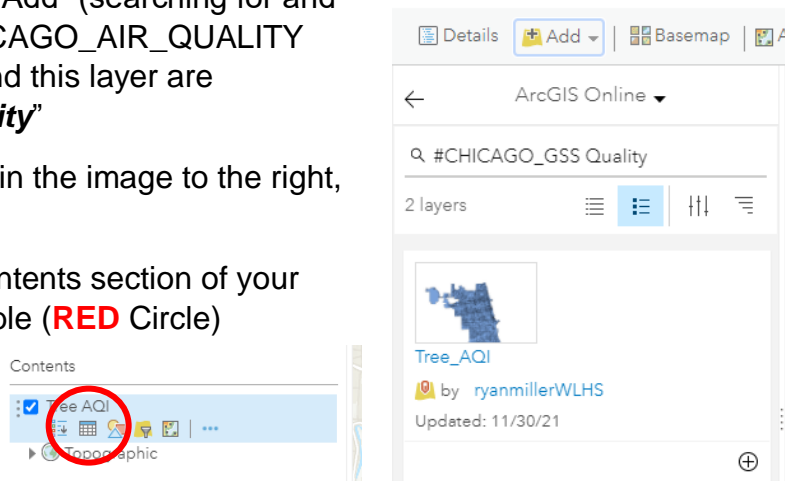 Add" (searching for and
CAGO_AIR_QUALITY
nd this layer are
ity"
in the image to the right,
ntents section of your
ble (RED Circle)
Contents
Tree AQI
Topographic
Details Add Basemap A
ArcGIS Online
#CHICAGO_GSS Quality
2 layers
Tree_AQI
by ryanmillerWLHS
Updated: 11/30/21